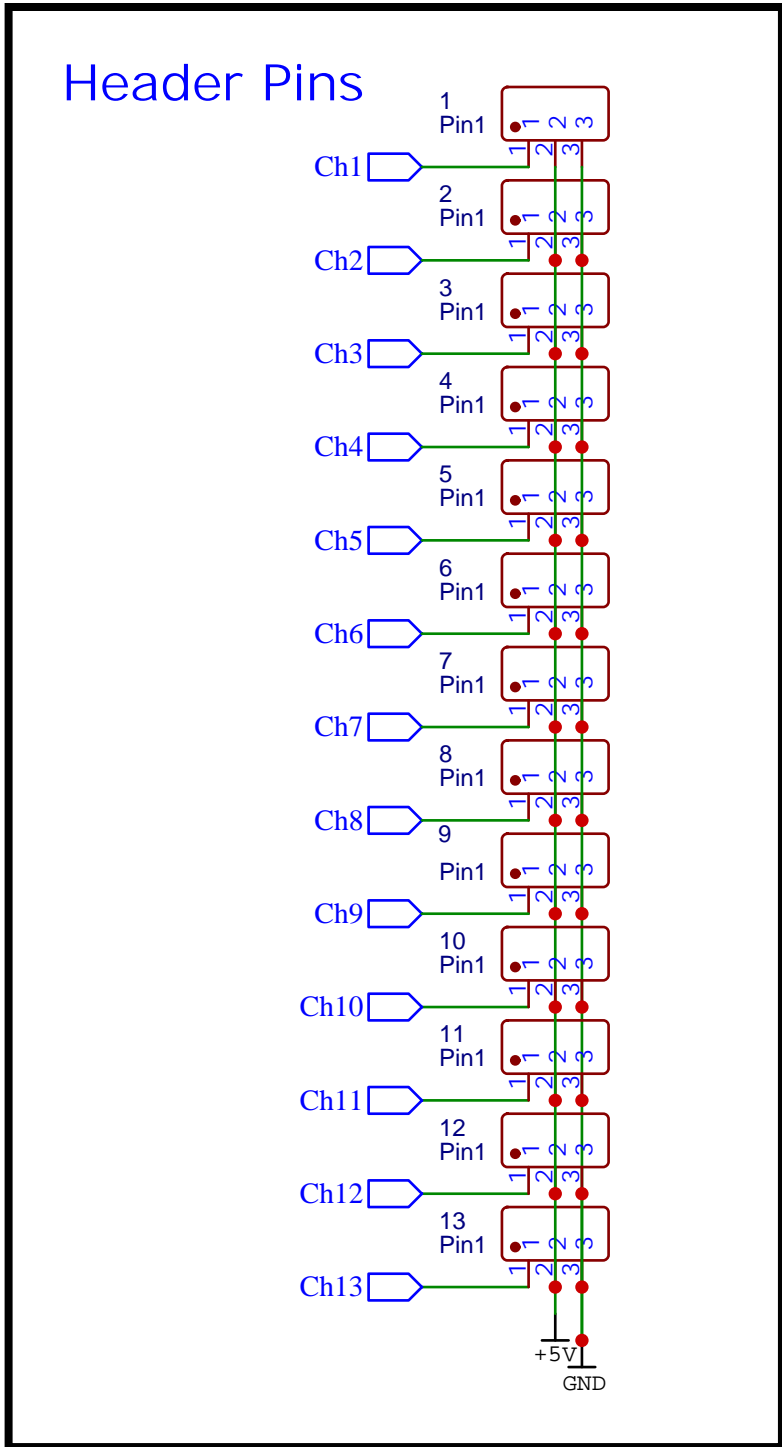 Header Pins
1
Pin1
1 2 3
1 2 3
Ch1
2
Pin1
1 2 3
1 2 3
Ch2
3
Pin1
1 2 3
1 2 3
Ch3
4
Pin1
1 2 3
1 2 3
Ch4
5
Pin1
1 2 3
1 2 3
Ch5
6
Pin1
1 2 3
1 2 3
Ch6
7
Pin1
1 2 3
1 2 3
Ch7
8
Pin1
1 2 3
1 2 3
Ch8
9
Pin1
1 2 3
1 2 3
Ch9
10
Pin1
1 2 3
1 2 3
Ch10
11
Pin1
1 2 3
1 2 3
Ch11
12
Pin1
1 2 3
1 2 3
Ch12
13
Pin1
1 2 3
1 2 3
Ch13
+5V
GND